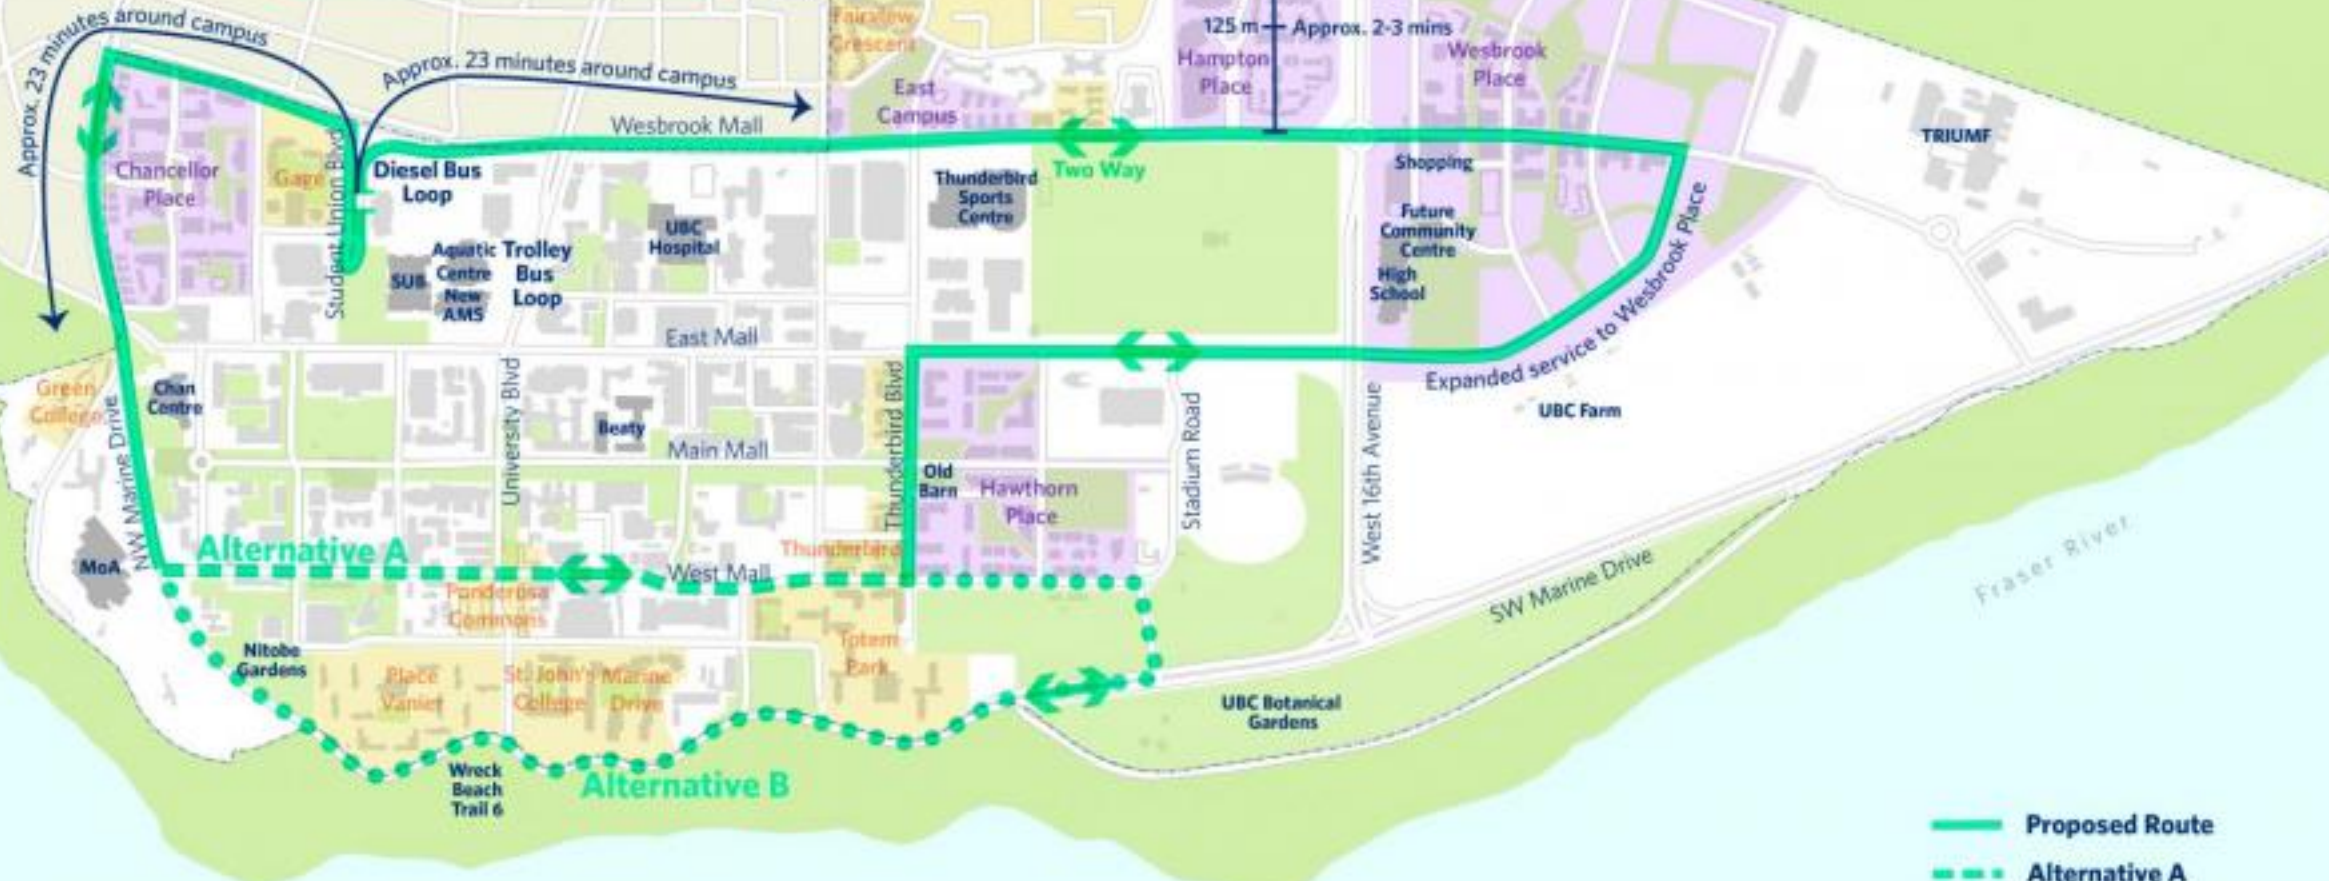 Approx. 23 minutes around campus
Approx. 23 minutes around campus
Fairview
Crescent
125 m
Approx. 2-3 mins
Hampton
Place
Wesbrook
Place
East
Campus
Wesbrook Mall
TRIUMF
Chancellor
Place
Gage
Student Union Blvd
Diesel Bus
Loop
Two Way
Thunderbird
Sports
Centre
Shopping
Future
Community
Centre
High
School
UBC
Hospital
Aquatic
Centre
Trolley
Bus
Loop
SUB
New
AMS
East Mall
Expanded service to Wesbrook Place
Green
College
Chan
Centre
NW Marine Drive
University Blvd
Beaty
Main Mall
Thunderbird Blvd
Old
Barn
Hawthorn
Place
Stadium Road
West 16th Avenue
UBC Farm
MoA
Alternative A
West Mall
Thunderbird
Ponderosa
Commons
SW Marine Drive
Fraser River
Nitobe
Gardens
Place
Vanier
St. John's
College
Marine
Drive
Totem
Park
UBC Botanical
Gardens
Wreck
Beach
Trail 6
Alternative B
Proposed Route
Alternative A